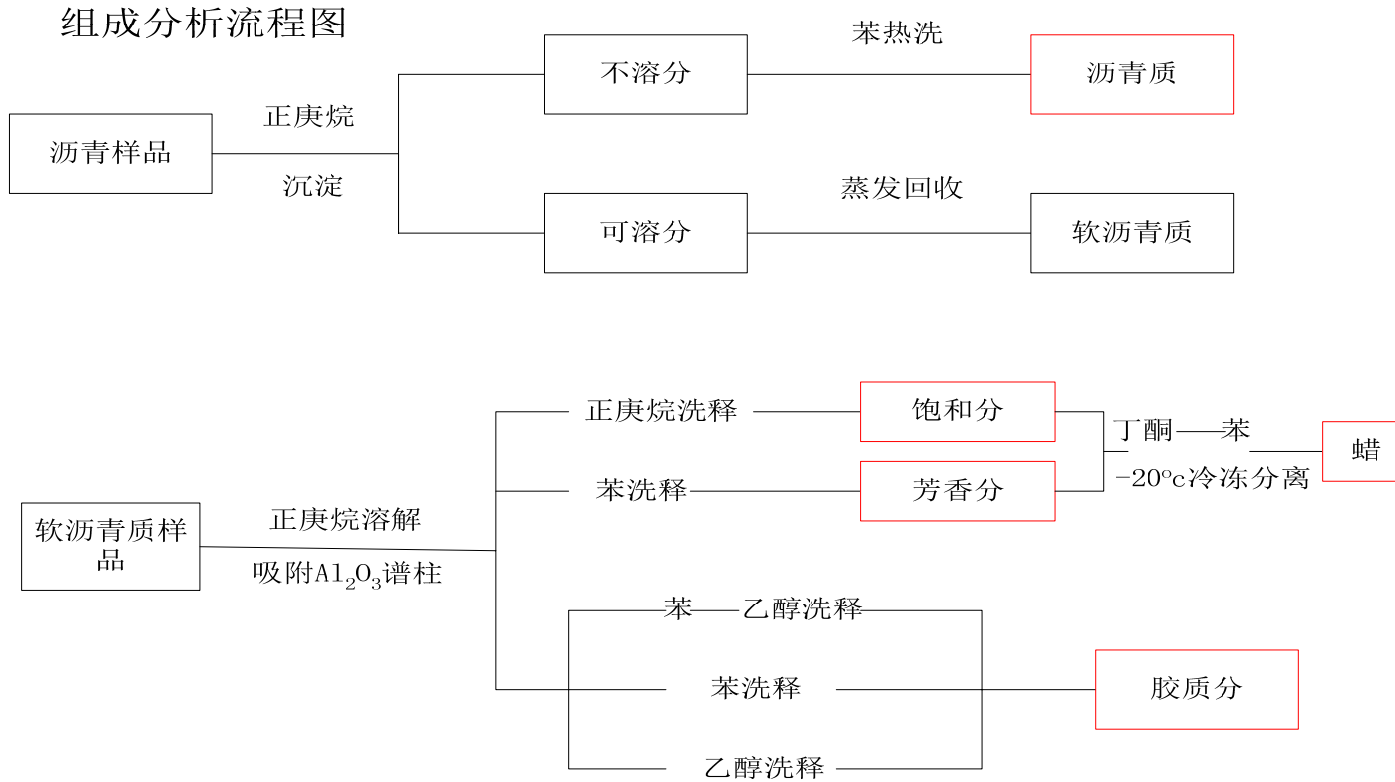 组成分析流程图
苯热洗
不溶分
沥青质
正庚烷
沥青样品
沉淀
蒸发回收
可溶分
软沥青质
正庚烷洗释
饱和分
丁酮——苯
蜡
-20°c冷冻分离
苯洗释
芳香分
正庚烷溶解
软沥青质样
品
吸附Al₂O₃谱柱
苯——乙醇洗释
苯洗释
胶质分
乙醇洗释